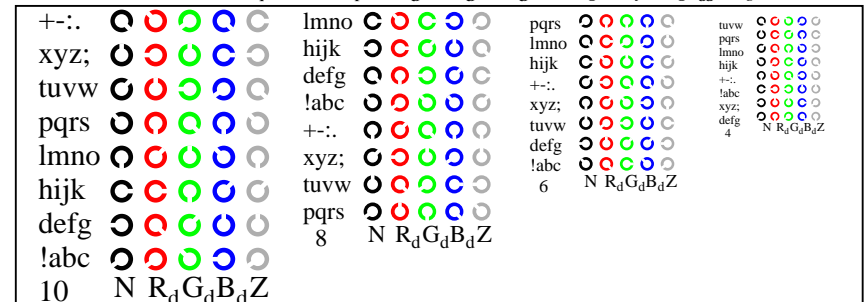 +-:.
xyz;
tuvw
pqrs
lmno
hijk
defg
!abc
10 N RdGdBdZ
lmno
hijk
defg
!abc
+-:.
xyz;
tuvw
pqrs
8 N RdGdBdZ
pqrs
lmno
hijk
+-:.
xyz;
tuvw
defg
!abc
6 N RdGdBdZ
tuvw
pqrs
lmno
hijk
+-:.
!abc
xyz;
defg
4 N RdGdBdZ